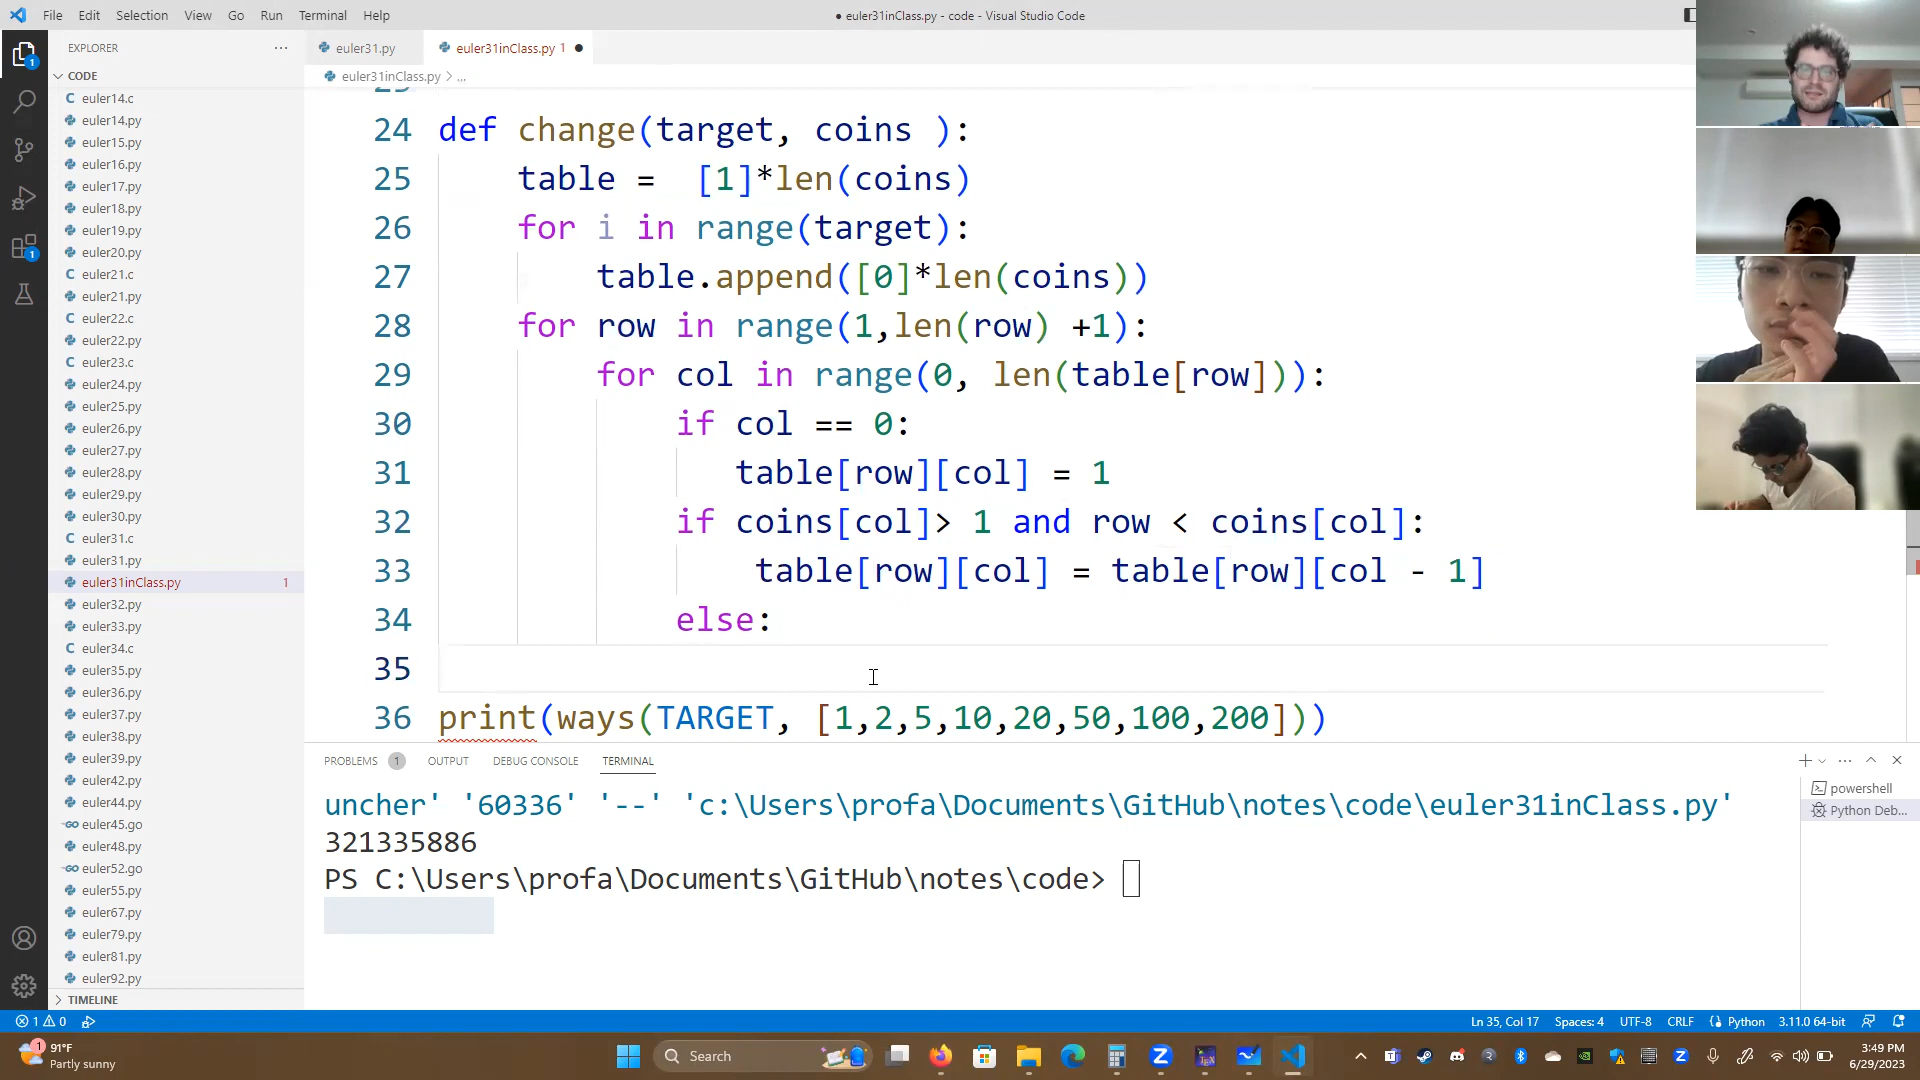 File Edit Selection View Go Run Terminal Help
● euler31inClass.py - code - Visual Studio Code
EXPLORER ···
CODE
euler14.c
euler14.py
euler15.py
euler16.py
euler17.py
euler18.py
euler19.py
euler20.py
euler21.c
euler21.py
euler22.c
euler22.py
euler23.c
euler24.py
euler25.py
euler26.py
euler27.py
euler28.py
euler29.py
euler30.py
euler31.c
euler31.py
euler31inClass.py 1
euler32.py
euler33.py
euler34.c
euler35.py
euler36.py
euler37.py
euler38.py
euler39.py
euler42.py
euler44.py
euler45.go
euler48.py
euler52.go
euler55.py
euler67.py
euler79.py
euler81.py
euler92.py
TIMELINE
euler31.py euler31inClass.py 1 ●
euler31inClass.py > ...
24 def change(target, coins ):
25 table =  [1]*len(coins)
26 for i in range(target):
27 table.append([0]*len(coins))
28 for row in range(1,len(row) +1):
29 for col in range(0, len(table[row])):
30 if col == 0:
31 table[row][col] = 1
32 if coins[col]> 1 and row < coins[col]:
33 table[row][col] = table[row][col - 1]
34 else:
35
36 print(ways(TARGET, [1,2,5,10,20,50,100,200]))
PROBLEMS 1 OUTPUT DEBUG CONSOLE TERMINAL
uncher' '60336' '--' 'c:\Users\profa\Documents\GitHub\notes\code\euler31inClass.py'
321335886
PS C:\Users\profa\Documents\GitHub\notes\code>
powershell
Python Deb...
1 0
Ln 35, Col 17 Spaces: 4 UTF-8 CRLF Python 3.11.0 64-bit
1
91°F
Partly sunny
Search
3:49 PM
6/29/2023